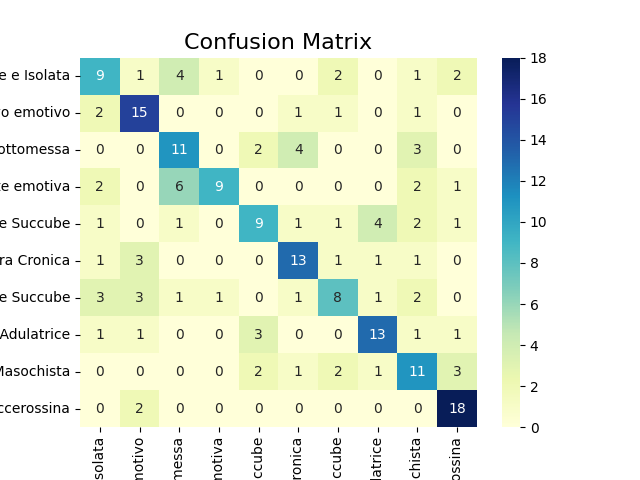 Confusion Matrix
e e Isolata 9 1 4 1 0 0 2 0 1 2
o emotivo 2 15 0 0 0 1 1 0 1 0
ottomessa 0 0 11 0 2 4 0 0 3 0
e emotiva 2 0 6 9 0 0 0 0 2 1
e Succube 1 0 1 0 9 1 1 4 2 1
ra Cronica 1 3 0 0 0 13 1 1 1 0
e Succube 3 3 1 1 0 1 8 1 2 0
Adulatrice 1 1 0 0 3 0 0 13 1 1
Masochista 0 0 0 0 2 1 2 1 11 3
ccerossina 0 2 0 0 0 0 0 0 0 18
solata motivo messa motiva ccube ronica ccube latrice chista ossina
18
16
14
12
10
8
6
4
2
0